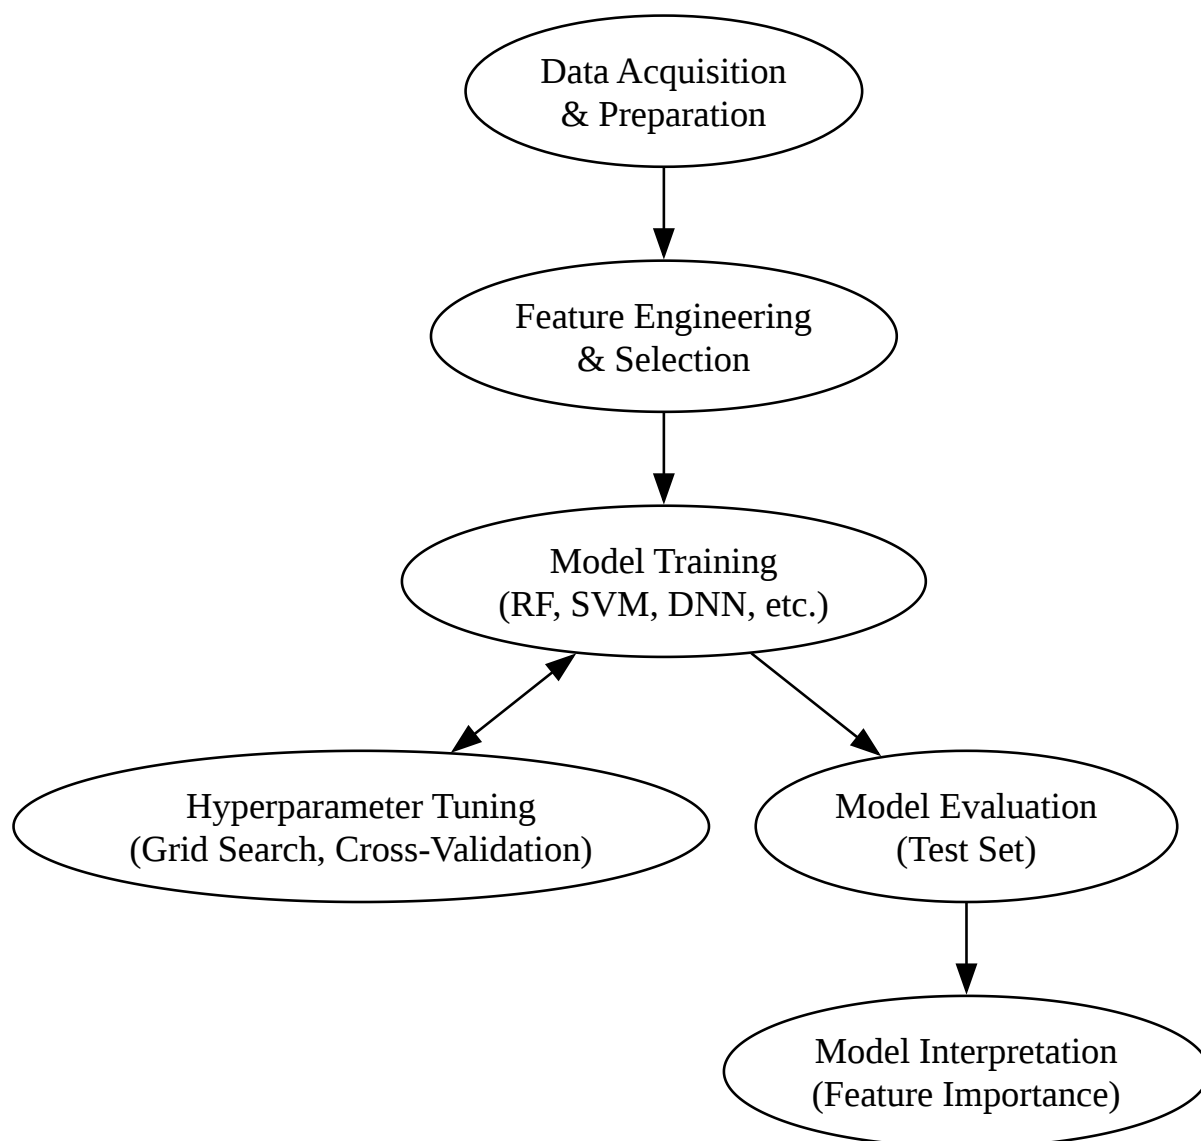 Data Acquisition
& Preparation
Feature Engineering
& Selection
Model Training
(RF, SVM, DNN, etc.)
Hyperparameter Tuning
(Grid Search, Cross-Validation)
Model Evaluation
(Test Set)
Model Interpretation
(Feature Importance)